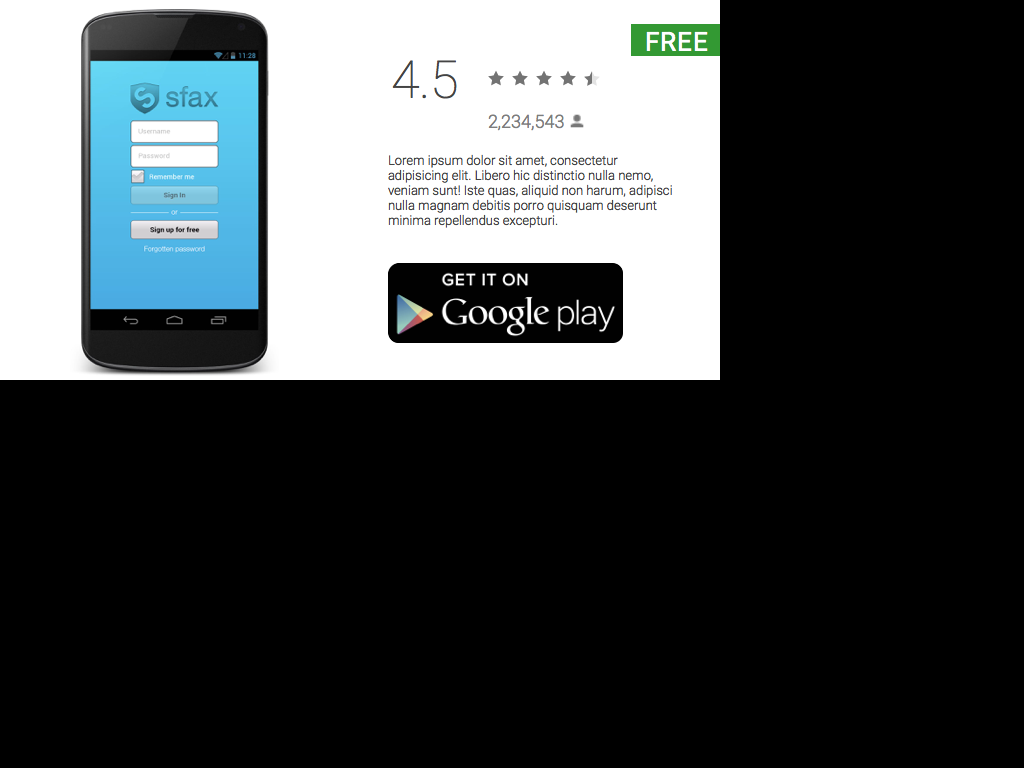 11:28
sfax
Username
Password
Remember me
Sign In
or
Sign up for free
Forgotten password
FREE
4.5
2,234,543
Lorem ipsum dolor sit amet, consectetur
adipisicing elit. Libero hic distinctio nulla nemo,
veniam sunt! Iste quas, aliquid non harum, adipisci
nulla magnam debitis porro quisquam deserunt
minima repellendus excepturi.
GET IT ON
Google play